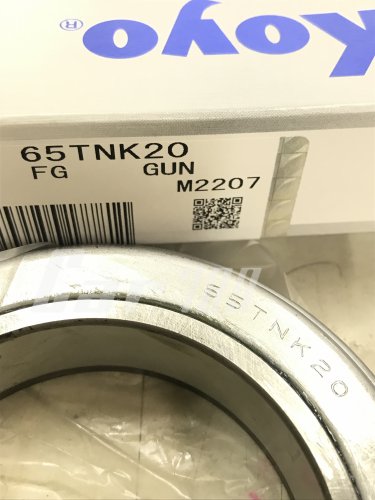 Koyo
®
65TNK20
FG GUN
M2207
65TNK20